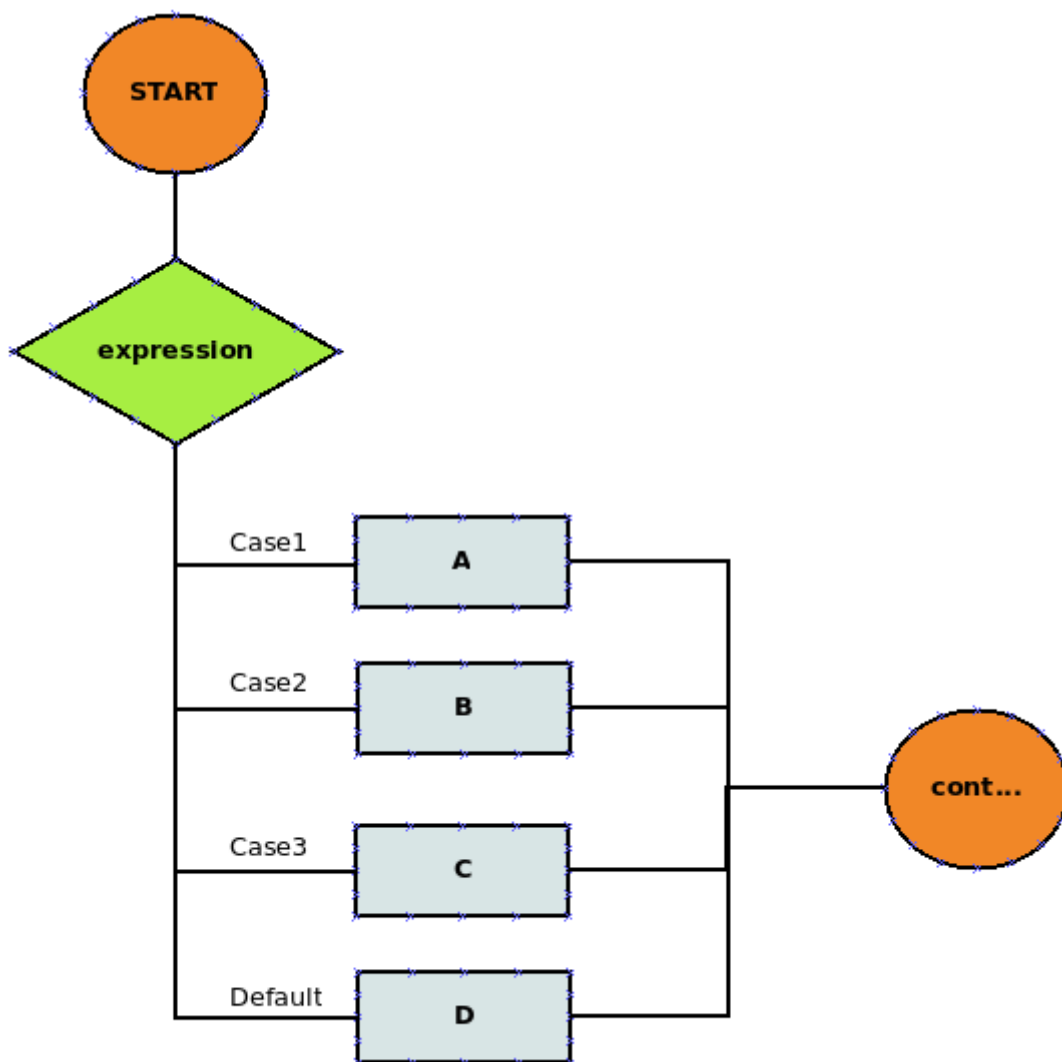 START
expression
Case1
A
Case2
B
cont...
Case3
C
Default
D